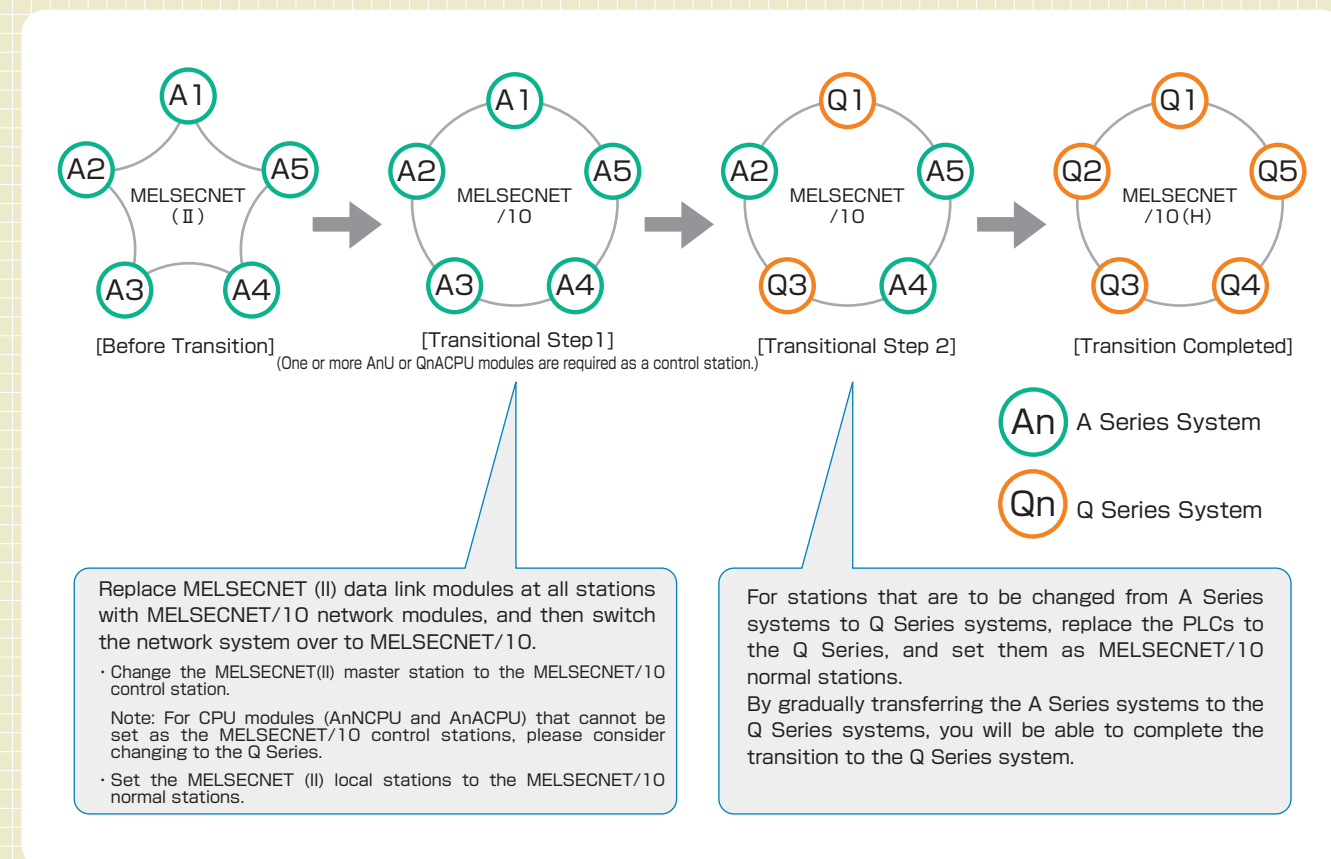 A1
A2
A5
MELSECNET
(Ⅱ)
A3
A4
[Before Transition]
A1
A2
A5
MELSECNET
/10
A3
A4
[Transitional Step1]
(One or more AnU or QnACPU modules are required as a control station.)
Q1
A2
A5
MELSECNET
/10
Q3
A4
[Transitional Step 2]
Q1
Q2
Q5
MELSECNET
/10(H)
Q3
Q4
[Transition Completed]
An
A Series System
Qn
Q Series System
Replace MELSECNET (II) data link modules at all stations
with MELSECNET/10 network modules, and then switch
the network system over to MELSECNET/10.
・Change the MELSECNET(II) master station to the MELSECNET/10
control station.
Note: For CPU modules (AnNCPU and AnACPU) that cannot be
set as the MELSECNET/10 control stations, please consider
changing to the Q Series.
・Set the MELSECNET (II) local stations to the MELSECNET/10
normal stations.
For stations that are to be changed from A Series
systems to Q Series systems, replace the PLCs to
the Q Series, and set them as MELSECNET/10
normal stations.
By gradually transferring the A Series systems to the
Q Series systems, you will be able to complete the
transition to the Q Series system.